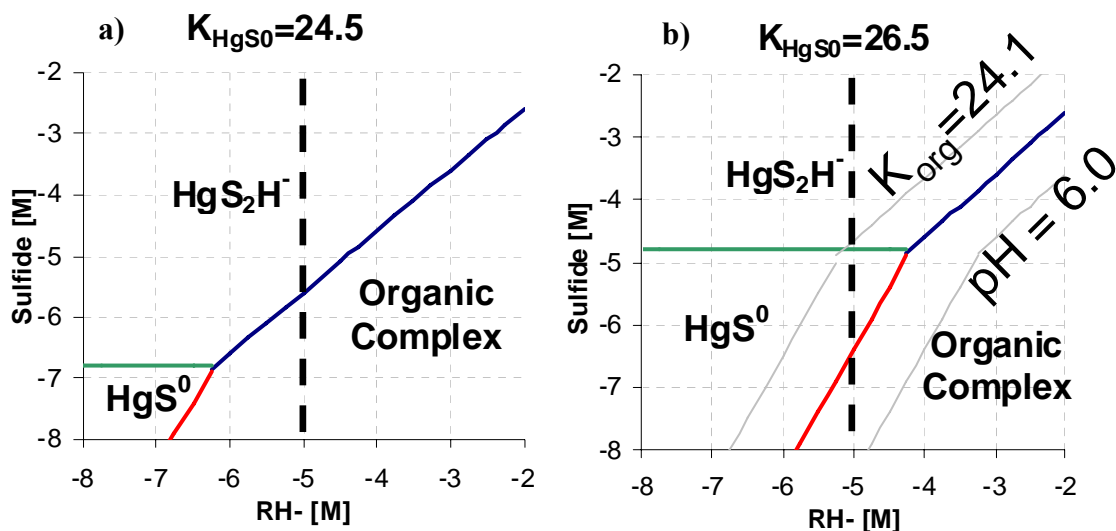 a)
K_HgS0=24.5
-2
-3
-4
-5
-6
-7
-8
Sulfide [M]
HgS₂H⁻
Organic
Complex
HgS⁰
-8 -7 -6 -5 -4 -3 -2
RH- [M]
b)
K_HgS0=26.5
-2
-3
-4
-5
-6
-7
-8
Sulfide [M]
HgS₂H⁻
K_org=24.1
pH = 6.0
HgS⁰
Organic
Complex
-8 -7 -6 -5 -4 -3 -2
RH- [M]